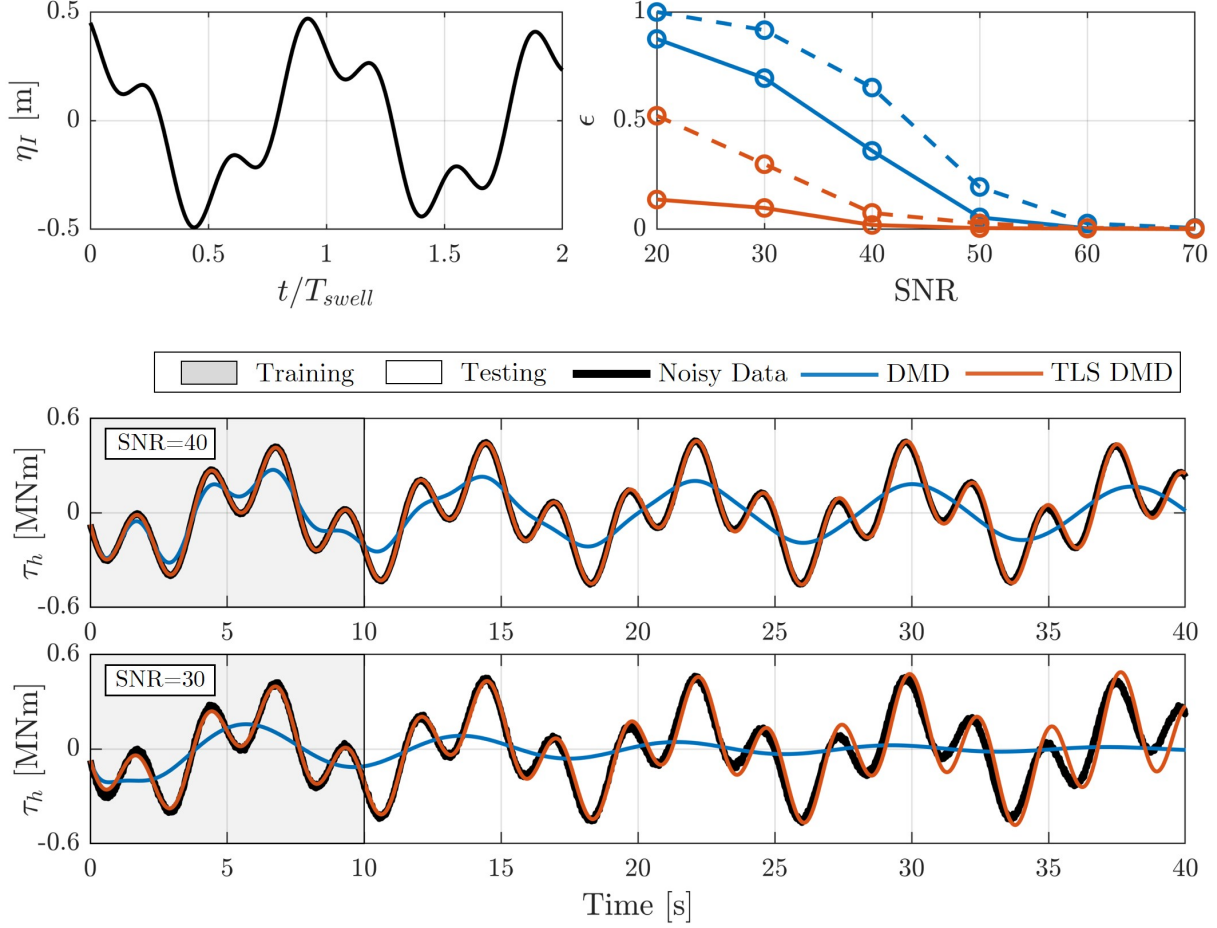 0.5
0
-0.5
η_I [m]
0 0.5 1 1.5 2
t/T_swell
1
0.5
0
ϵ
20 30 40 50 60 70
SNR
Training Testing Noisy Data DMD TLS DMD
0.6
0
-0.6
τ_h [MNm]
SNR=40
0 5 10 15 20 25 30 35 40
0.6
0
-0.6
τ_h [MNm]
SNR=30
0 5 10 15 20 25 30 35 40
Time [s]